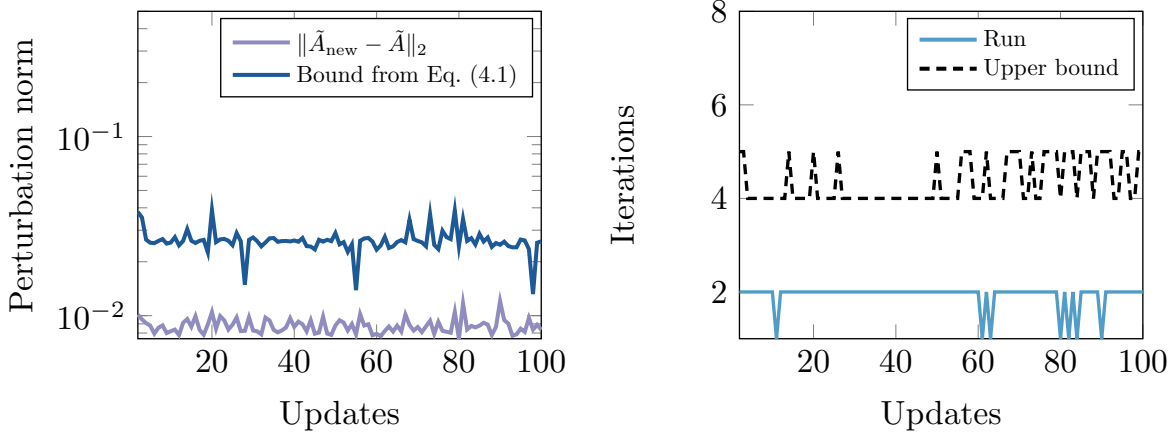 Perturbation norm
10⁻¹
10⁻²
‖Ã_new − Ã‖₂
Bound from Eq. (4.1)
20 40 60 80 100
Updates
Iterations
8
6
4
2
Run
Upper bound
20 40 60 80 100
Updates